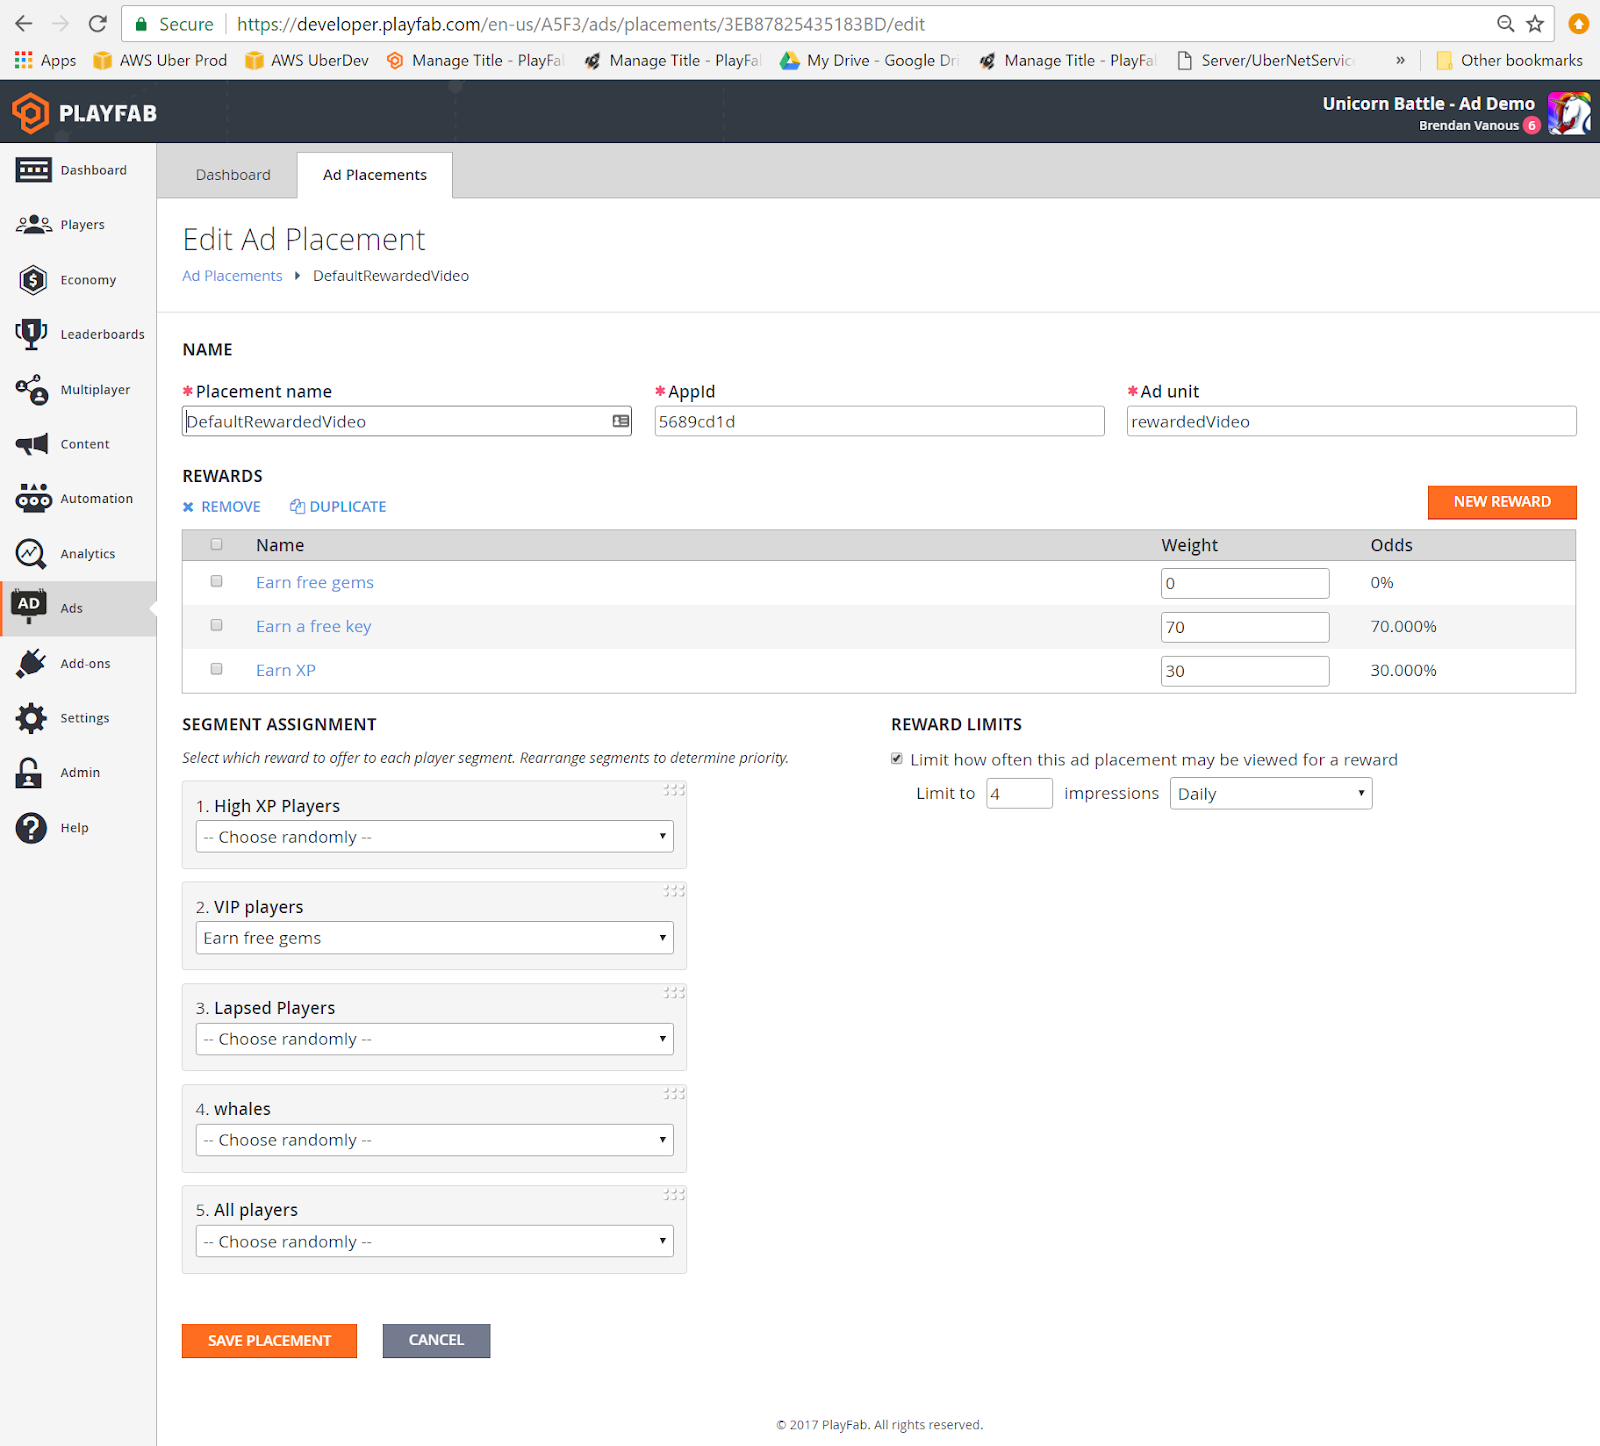 Secure https://developer.playfab.com/en-us/A5F3/ads/placements/3EB87825435183BD/edit
Apps AWS Uber Prod AWS UberDev Manage Title - PlayFa Manage Title - PlayFa My Drive - Google Dri Manage Title - PlayFa Server/UberNetServic » Other bookmarks
PLAYFAB
Unicorn Battle - Ad Demo
Brendan Vanous 6
Dashboard
Players
Economy
Leaderboards
Multiplayer
Content
Automation
Analytics
AD Ads
Add-ons
Settings
Admin
Help
Dashboard Ad Placements
Edit Ad Placement
Ad Placements DefaultRewardedVideo
NAME
*Placement name *AppId *Ad unit
DefaultRewardedVideo 5689cd1d rewardedVideo
REWARDS
REMOVE DUPLICATE NEW REWARD
Name Weight Odds
Earn free gems 0 0%
Earn a free key 70 70.000%
Earn XP 30 30.000%
SEGMENT ASSIGNMENT
Select which reward to offer to each player segment. Rearrange segments to determine priority.
1. High XP Players
-- Choose randomly --
2. VIP players
Earn free gems
3. Lapsed Players
-- Choose randomly --
4. whales
-- Choose randomly --
5. All players
-- Choose randomly --
REWARD LIMITS
Limit how often this ad placement may be viewed for a reward
Limit to 4 impressions Daily
SAVE PLACEMENT CANCEL
© 2017 PlayFab. All rights reserved.